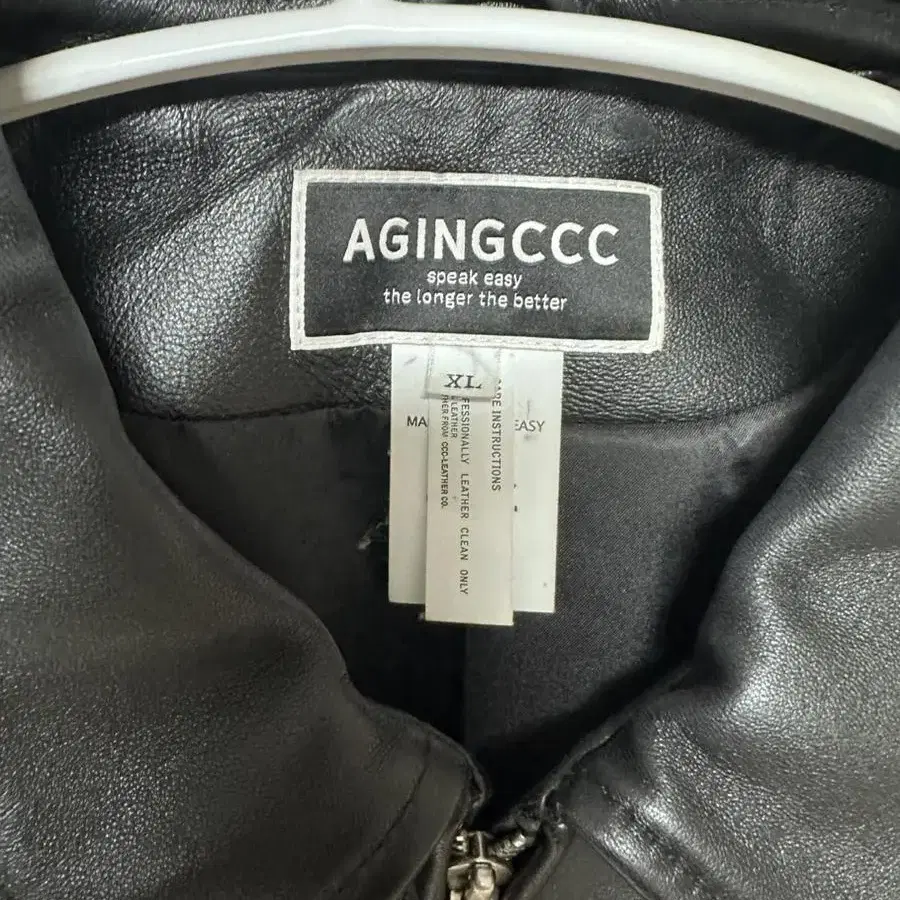 AGINGCCC
speak easy
the longer the better
XL
MA
EASY
RE INSTRUCTIONS
FESSIONALLY LEATHER CLEAN ONLY
LEATHER
HER FROM CCC-LEATHER CO.